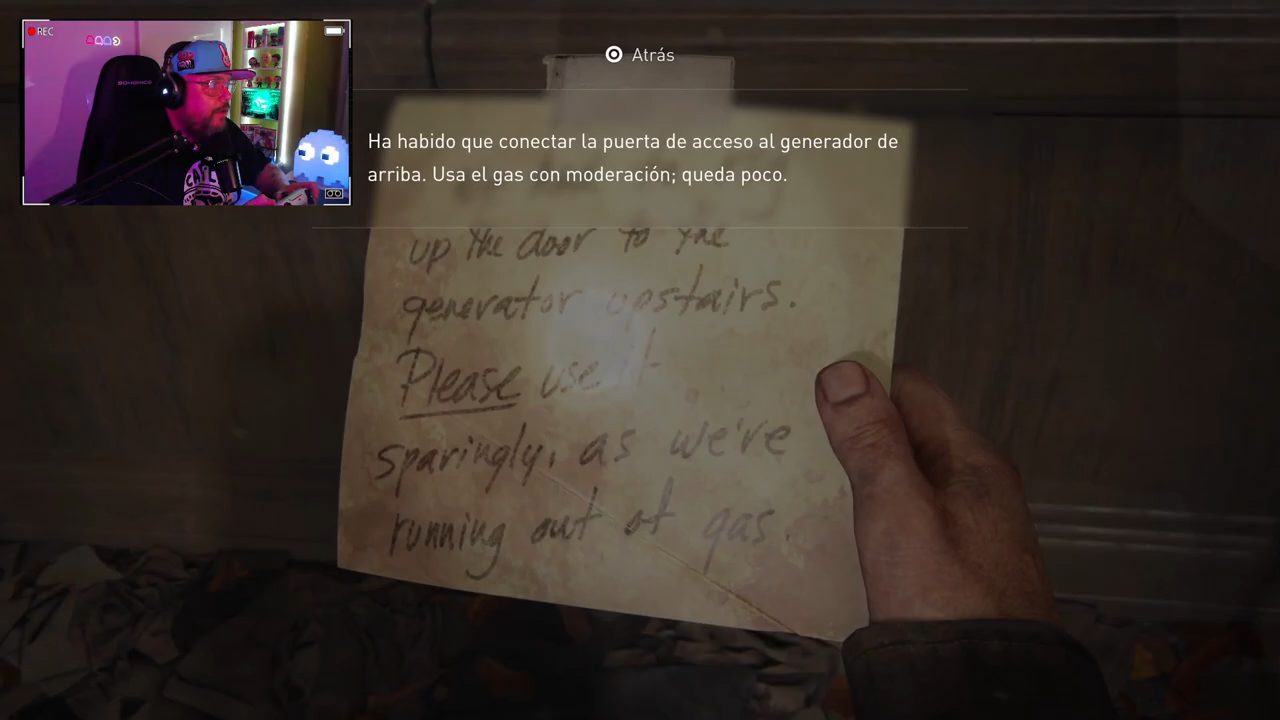 REC
Atrás
Ha habido que conectar la puerta de acceso al generador de
arriba. Usa el gas con moderación; queda poco.
up the door to the
generator upstairs.
Please use it
sparingly, as we're
running out of gas.